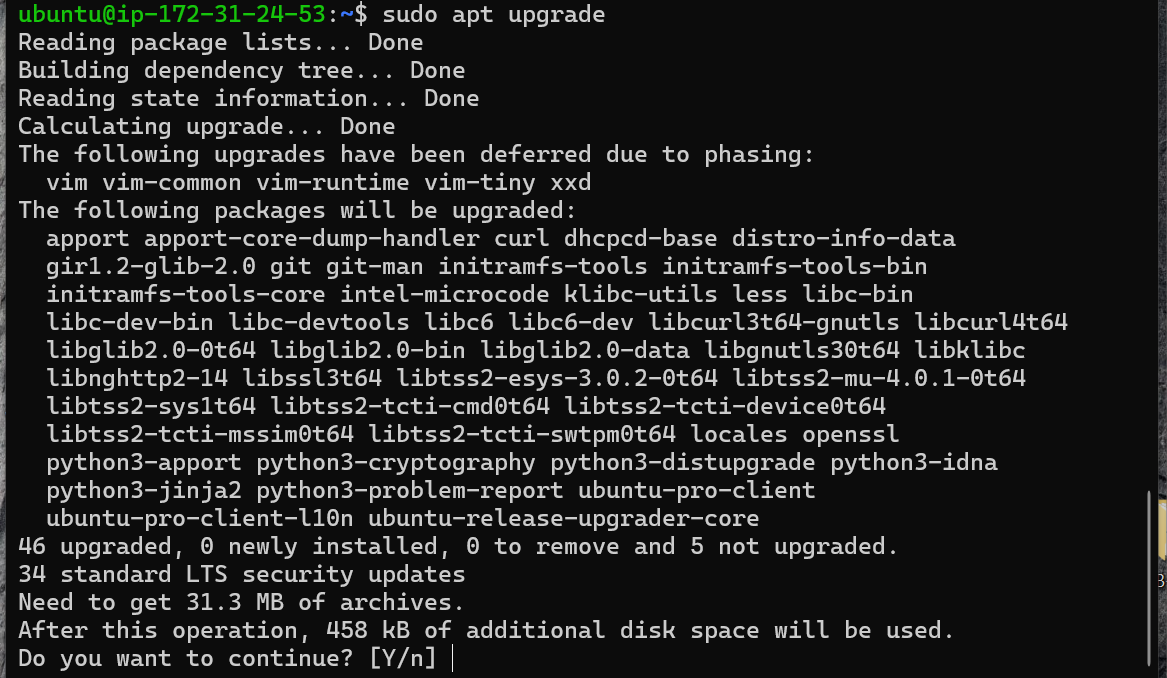 ubuntu@ip-172-31-24-53:~$ sudo apt upgrade
Reading package lists... Done
Building dependency tree... Done
Reading state information... Done
Calculating upgrade... Done
The following upgrades have been deferred due to phasing:
  vim vim-common vim-runtime vim-tiny xxd
The following packages will be upgraded:
  apport apport-core-dump-handler curl dhcpcd-base distro-info-data
  gir1.2-glib-2.0 git git-man initramfs-tools initramfs-tools-bin
  initramfs-tools-core intel-microcode klibc-utils less libc-bin
  libc-dev-bin libc-devtools libc6 libc6-dev libcurl3t64-gnutls libcurl4t64
  libglib2.0-0t64 libglib2.0-bin libglib2.0-data libgnutls30t64 libklibc
  libnghttp2-14 libssl3t64 libtss2-esys-3.0.2-0t64 libtss2-mu-4.0.1-0t64
  libtss2-sys1t64 libtss2-tcti-cmd0t64 libtss2-tcti-device0t64
  libtss2-tcti-mssim0t64 libtss2-tcti-swtpm0t64 locales openssl
  python3-apport python3-cryptography python3-distupgrade python3-idna
  python3-jinja2 python3-problem-report ubuntu-pro-client
  ubuntu-pro-client-l10n ubuntu-release-upgrader-core
46 upgraded, 0 newly installed, 0 to remove and 5 not upgraded.
34 standard LTS security updates
Need to get 31.3 MB of archives.
After this operation, 458 kB of additional disk space will be used.
Do you want to continue? [Y/n]